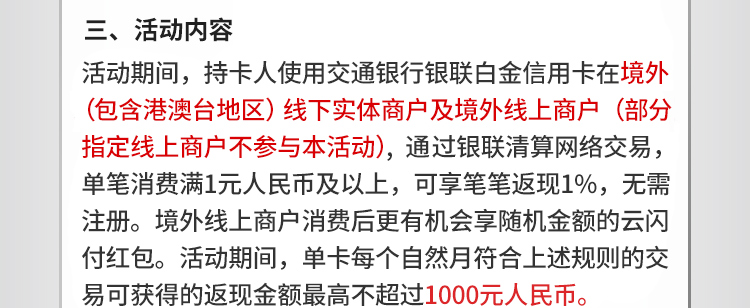 三、活动内容
活动期间，持卡人使用交通银行银联白金信用卡在境外
（包含港澳台地区）线下实体商户及境外线上商户（部分
指定线上商户不参与本活动），通过银联清算网络交易，
单笔消费满1元人民币及以上，可享笔笔返现1%，无需
注册。境外线上商户消费后更有机会享随机金额的云闪
付红包。活动期间，单卡每个自然月符合上述规则的交
易可获得的返现金额最高不超过1000元人民币。